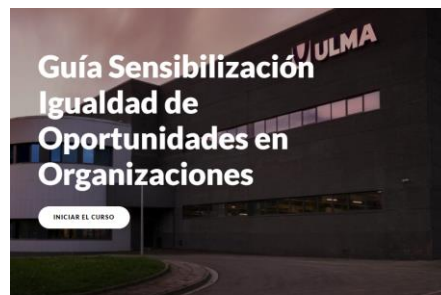 ULMA
Guía Sensibilización
Igualdad de
Oportunidades en
Organizaciones
INICIAR EL CURSO